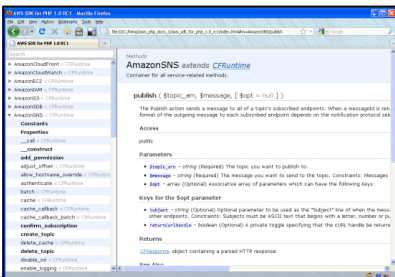 AWS SDK for PHP 1.0 RC1 - Mozilla Firefox
File Edit View History Bookmarks Tools Help
AWS SDK for PHP 1.0 RC1
Search
AmazonCloudFront < CFRuntime
AmazonCloudWatch < CFRuntime
AmazonEC2 < CFRuntime
AmazonIAM < CFRuntime
AmazonS3 < CFRuntime
AmazonSDB < CFRuntime
AmazonSNS < CFRuntime
Constants
Properties
__call < CFRuntime
__construct
add_permission
adjust_offset < CFRuntime
allow_hostname_override < CFRuntime
authenticate < CFRuntime
batch < CFRuntime
cache < CFRuntime
cache_callback < CFRuntime
cache_callback_batch < CFRuntime
confirm_subscription
create_topic
delete_cache < CFRuntime
delete_topic
disable_ssl < CFRuntime
enable_logging
Methods
AmazonSNS extends CFRuntime
Container for all service-related methods.
publish ( $topic_arn, $message, [ $opt = null ] )
The Publish action sends a message to all of a topic's subscribed endpoints. When a messageId is retu
format of the outgoing message to each subscribed endpoint depends on the notification protocol sele
Access
public
Parameters
$topic_arn - string (Required) The topic you want to publish to.
$message - string (Required) The message you want to send to the topic. Constraints: Messages
$opt - array (Optional) Associative array of parameters which can have the following keys:
Keys for the $opt parameter
Subject - string (Optional) Optional parameter to be used as the "Subject" line of when the messa
other endpoints. Constraints: Subjects must be ASCII text that begins with a letter, number or pu
returnCurlHandle - boolean (Optional) A private toggle specifying that the cURL handle be return
Returns
CFResponse object containing a parsed HTTP response.
See Also